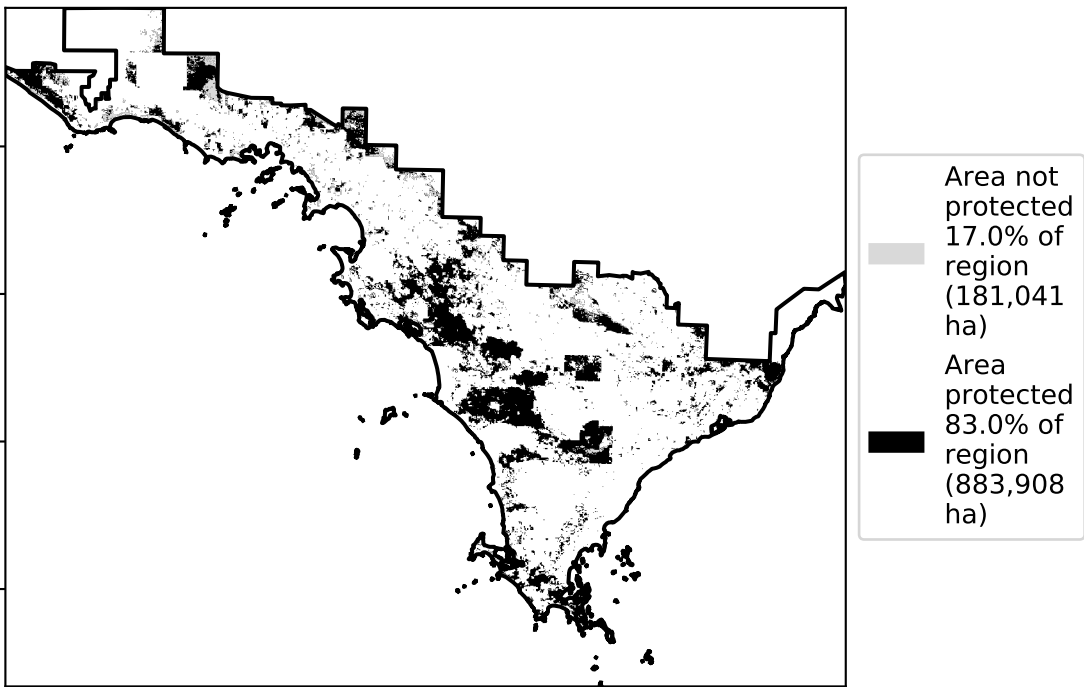 Area not
protected
17.0% of
region
(181,041
ha)
Area
protected
83.0% of
region
(883,908
ha)